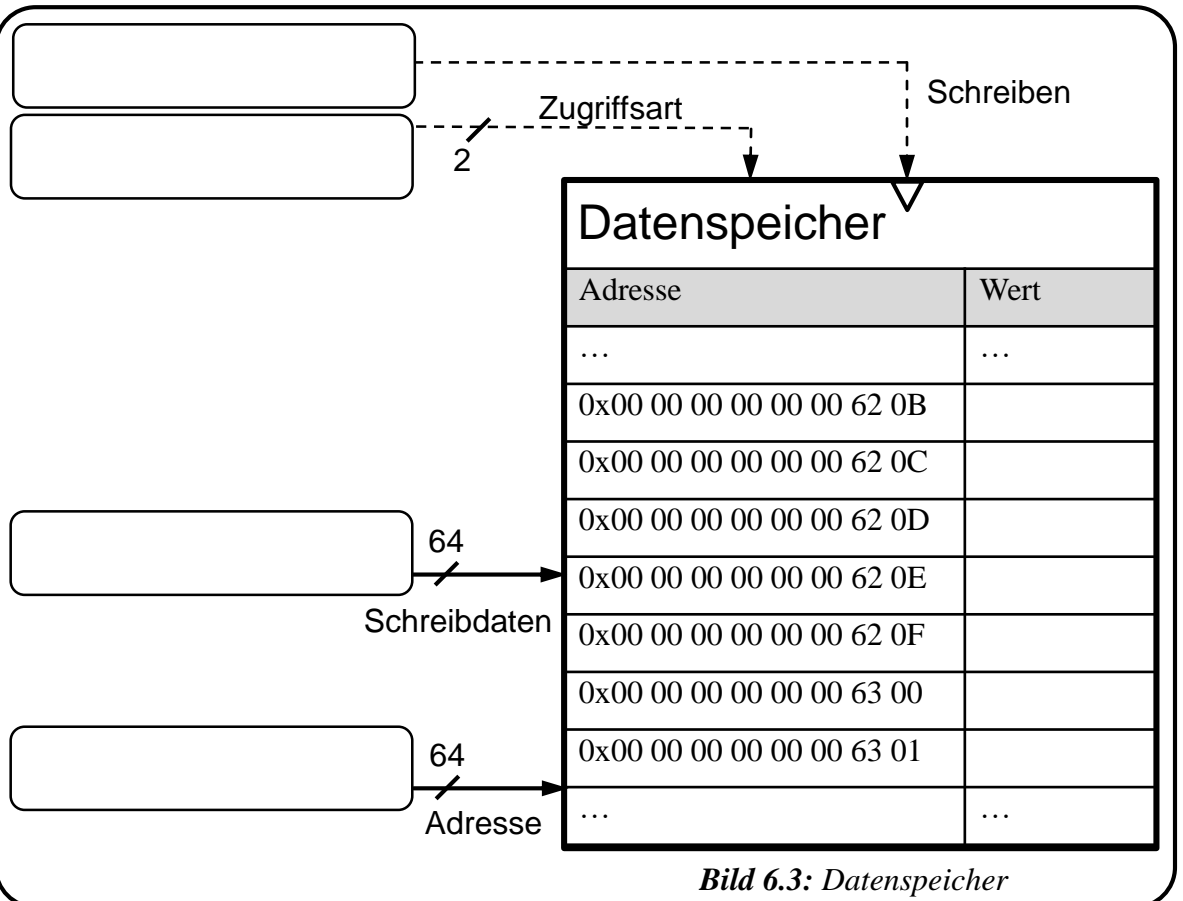 Schreiben
Zugriffsart
2
Datenspeicher
Adresse Wert
… …
0x00 00 00 00 00 00 62 0B
0x00 00 00 00 00 00 62 0C
0x00 00 00 00 00 00 62 0D
64
0x00 00 00 00 00 00 62 0E
Schreibdaten
0x00 00 00 00 00 00 62 0F
0x00 00 00 00 00 00 63 00
64
0x00 00 00 00 00 00 63 01
Adresse
… …
Bild 6.3: Datenspeicher